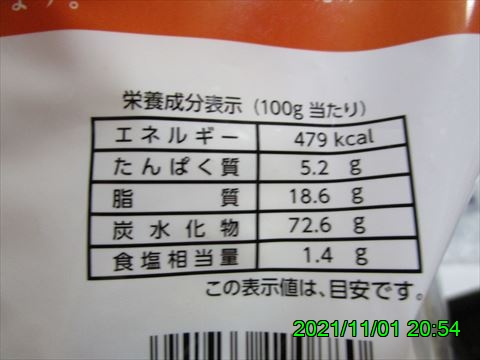 ます。
栄養成分表示（100g 当たり）
エネルギー 479 kcal
たんぱく質 5.2 g
脂質 18.6 g
炭水化物 72.6 g
食塩相当量 1.4 g
この表示値は、目安です。
2021/11/01 20:54